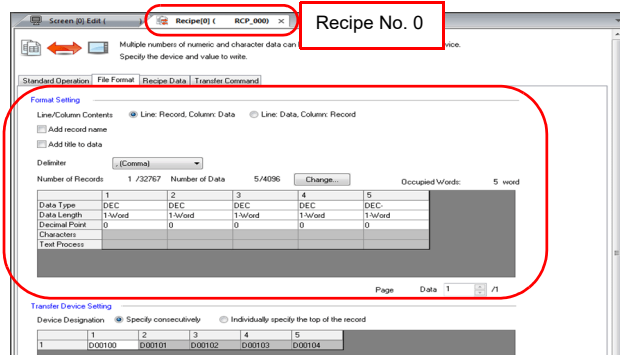 Screen [0] Edit ( )
Recipe[0] ( RCP_000) ×
Recipe No. 0
Multiple numbers of numeric and character data can vice.
Specify the device and value to write.
Standard Operation File Format Recipe Data Transfer Command
Format Setting
Line/Column Contents Line: Record, Column: Data Line: Data, Column: Record
Add record name
Add title to data
Delimiter , (Comma)
Number of Records 1 /32767 Number of Data 5/4096 Change... Occupied Words: 5 word
1 2 3 4 5
Data Type DEC DEC DEC DEC DEC-
Data Length 1-Word 1-Word 1-Word 1-Word 1-Word
Decimal Point 0 0 0 0 0
Characters
Text Process
Page Data 1 /1
Transfer Device Setting
Device Designation Specify consecutively Individually specify the top of the record
1 2 3 4 5
1 D00100 D00101 D00102 D00103 D00104